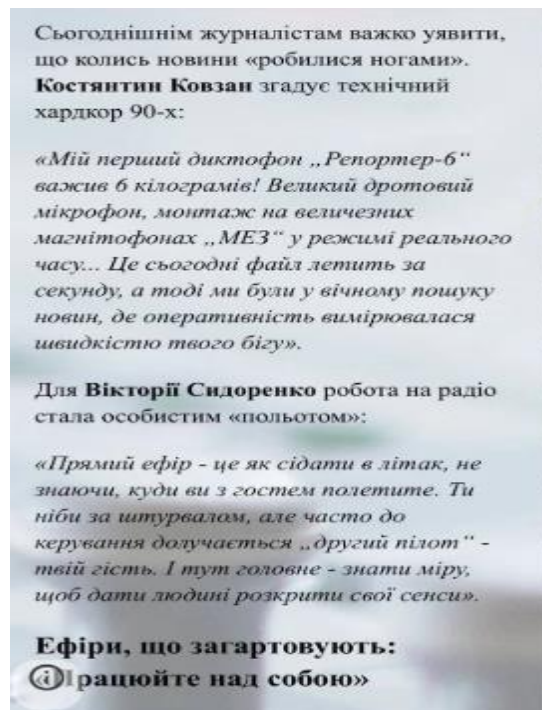 Сьогоднішнім журналістам важко уявити,
що колись новини «робилися ногами».
Костянтин Ковзан згадує технічний
хардкор 90-х:
«Мій перший диктофон „Репортер-6“
важив 6 кілограмів! Великий дротовий
мікрофон, монтаж на величезних
магнітофонах „МЕЗ“ у режимі реального
часу... Це сьогодні файл летить за
секунду, а тоді ми були у вічному пошуку
новин, де оперативність вимірювалася
швидкістю твого бігу».
Для Вікторії Сидоренко робота на радіо
стала особистим «польотом»:
«Прямий ефір - це як сідати в літак, не
знаючи, куди ви з гостем полетите. Ти
ніби за штурвалом, але часто до
керування долучається „другий пілот“ -
твій гість. І тут головне - знати міру,
щоб дати людині розкрити свої сенси».
Ефіри, що загартовують:
рацюйте над собою»